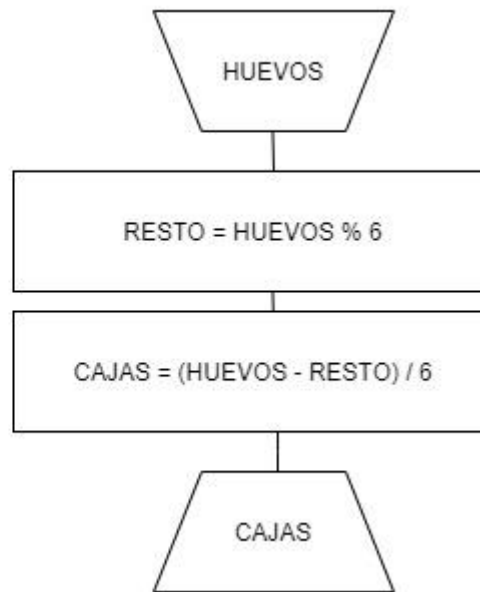 HUEVOS
RESTO = HUEVOS % 6
CAJAS = (HUEVOS - RESTO) / 6
CAJAS